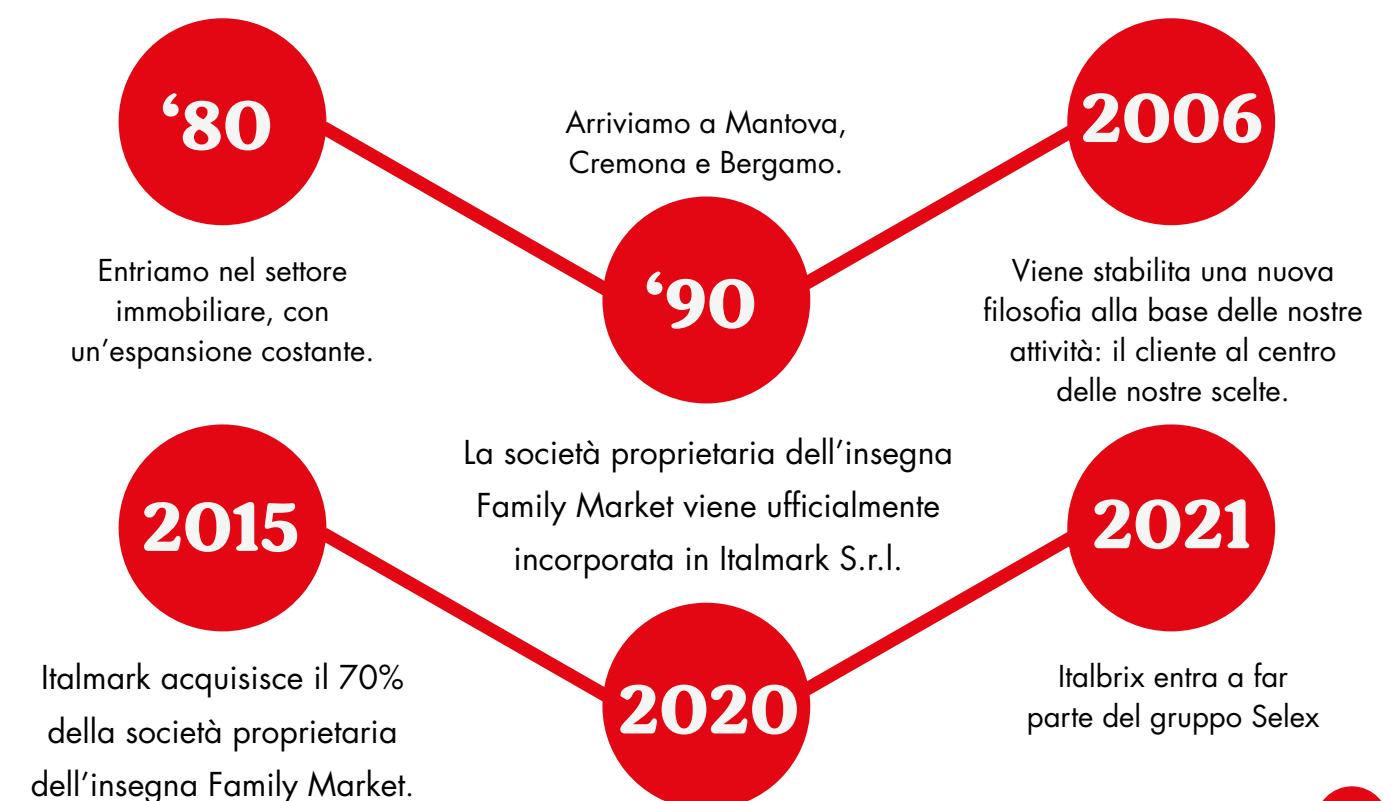 ‘80
Entriamo nel settore
immobiliare, con
un’espansione costante.
Arriviamo a Mantova,
Cremona e Bergamo.
‘90
2006
Viene stabilita una nuova
filosofia alla base delle nostre
attività: il cliente al centro
delle nostre scelte.
2015
Italmark acquisisce il 70%
della società proprietaria
dell’insegna Family Market.
La società proprietaria dell’insegna
Family Market viene ufficialmente
incorporata in Italmark S.r.l.
2020
2021
Italbrix entra a far
parte del gruppo Selex